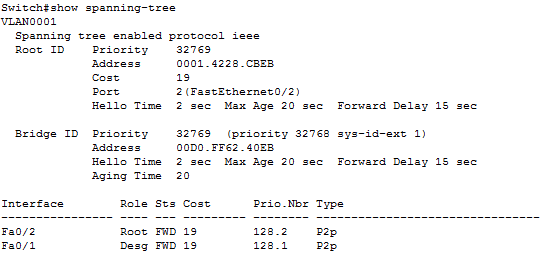 Switch#show spanning-tree
VLAN0001
  Spanning tree enabled protocol ieee
  Root ID    Priority    32769
             Address     0001.4228.CBEB
             Cost        19
             Port        2(FastEthernet0/2)
             Hello Time  2 sec  Max Age 20 sec  Forward Delay 15 sec

  Bridge ID  Priority    32769  (priority 32768 sys-id-ext 1)
             Address     00D0.FF62.40EB
             Hello Time  2 sec  Max Age 20 sec  Forward Delay 15 sec
             Aging Time  20

Interface        Role Sts Cost      Prio.Nbr Type
---------------- ---- --- --------- -------- --------------------------------
Fa0/2            Root FWD 19        128.2    P2p
Fa0/1            Desg FWD 19        128.1    P2p